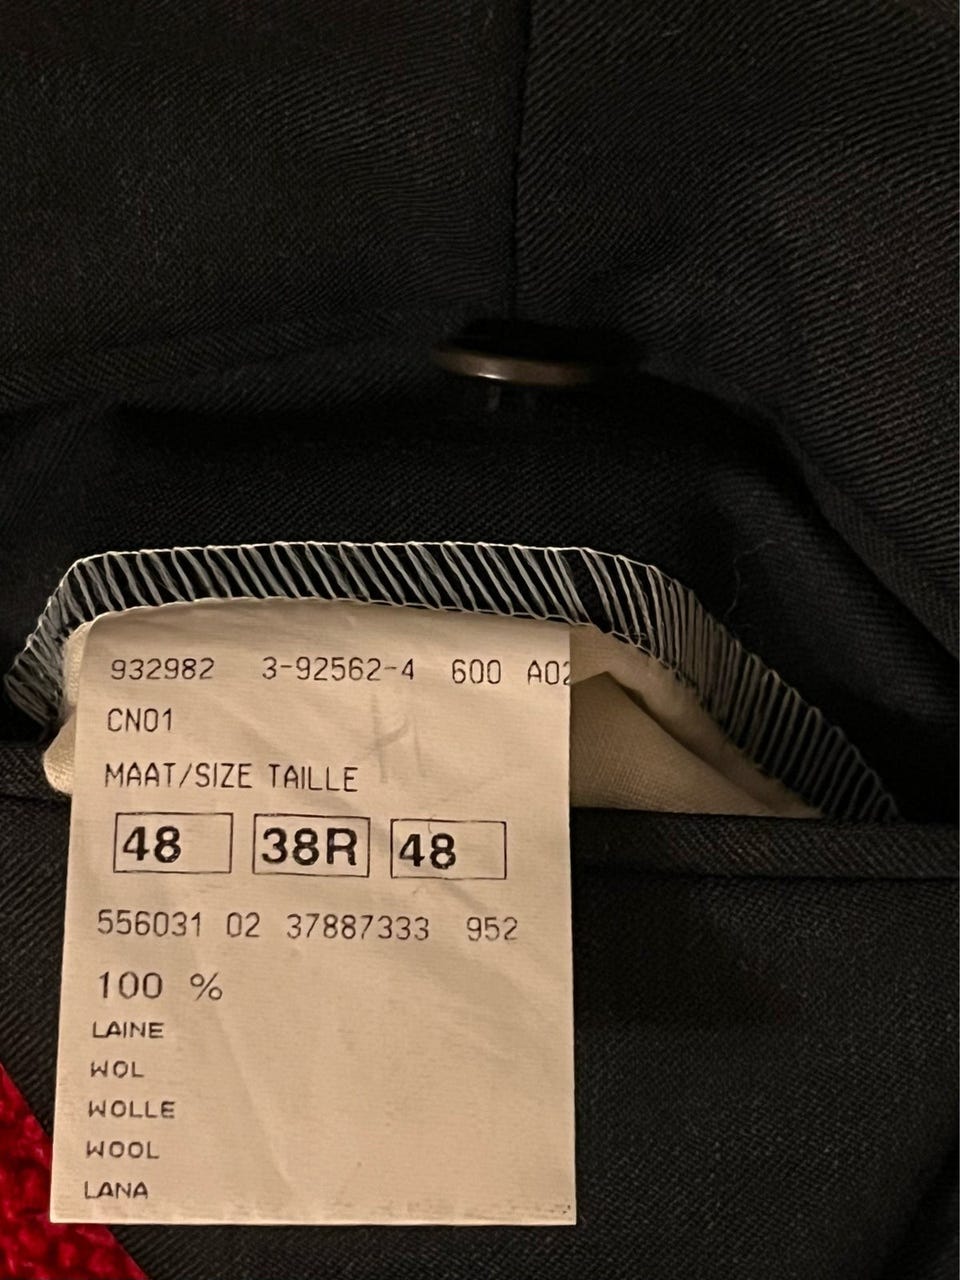 932982 3-92562-4 600 A02
CN01
MAAT/SIZE TAILLE
48 38R 48
556031 02 37887333 952
100 %
LAINE
WOL
WOLLE
WOOL
LANA